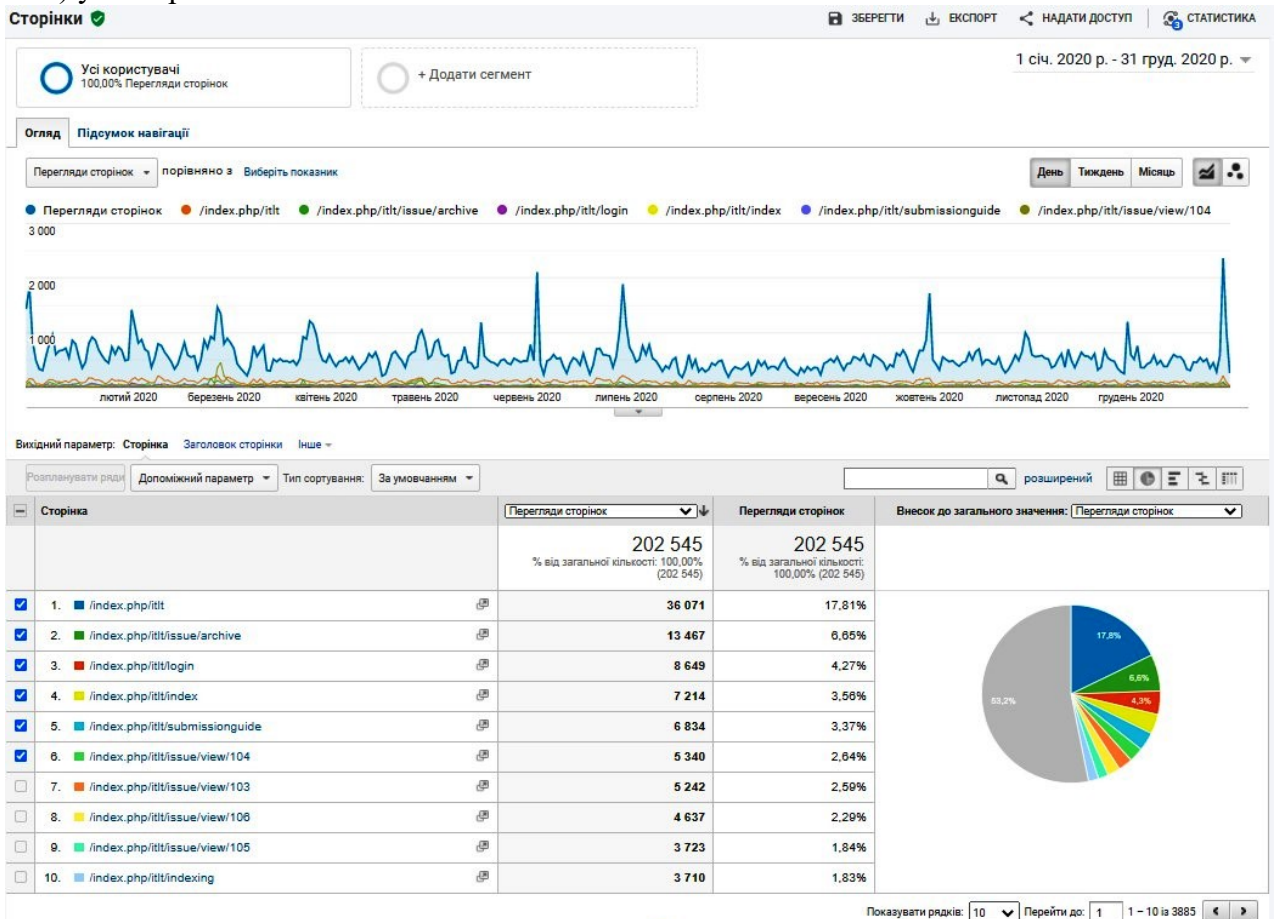 Сторінки
ЗБЕРЕГТИ ЕКСПОРТ НАДАТИ ДОСТУП 3 СТАТИСТИКА
Усі користувачі
100,00% Перегляди сторінок
+ Додати сегмент
1 січ. 2020 р. - 31 груд. 2020 р.
Огляд Підсумок навігації
Перегляди сторінок порівняно з Виберіть показник
День Тиждень Місяць
Перегляди сторінок /index.php/itlt /index.php/itlt/issue/archive /index.php/itlt/login /index.php/itlt/index /index.php/itlt/submissionguide /index.php/itlt/issue/view/104
3 000
2 000
1 000
лютий 2020 березень 2020 квітень 2020 травень 2020 червень 2020 липень 2020 серпень 2020 вересень 2020 жовтень 2020 листопад 2020 грудень 2020
Вихідний параметр: Сторінка Заголовок сторінки Інше
Розпланувати ряди Допоміжний параметр Тип сортування: За умовчанням розширений
Сторінка Перегляди сторінок Перегляди сторінок Внесок до загального значення: Перегляди сторінок
202 545 202 545
% від загальної кількості: 100,00% % від загальної кількості:
(202 545) 100,00% (202 545)
1. /index.php/itlt 36 071 17,81%
2. /index.php/itlt/issue/archive 13 467 6,65%
3. /index.php/itlt/login 8 649 4,27%
4. /index.php/itlt/index 7 214 3,56%
5. /index.php/itlt/submissionguide 6 834 3,37%
6. /index.php/itlt/issue/view/104 5 340 2,64%
7. /index.php/itlt/issue/view/103 5 242 2,59%
8. /index.php/itlt/issue/view/106 4 637 2,29%
9. /index.php/itlt/issue/view/105 3 723 1,84%
10. /index.php/itlt/indexing 3 710 1,83%
17,8%
6,6%
4,3%
53,2%
Показувати рядків: 10 Перейти до: 1 1 – 10 із 3885